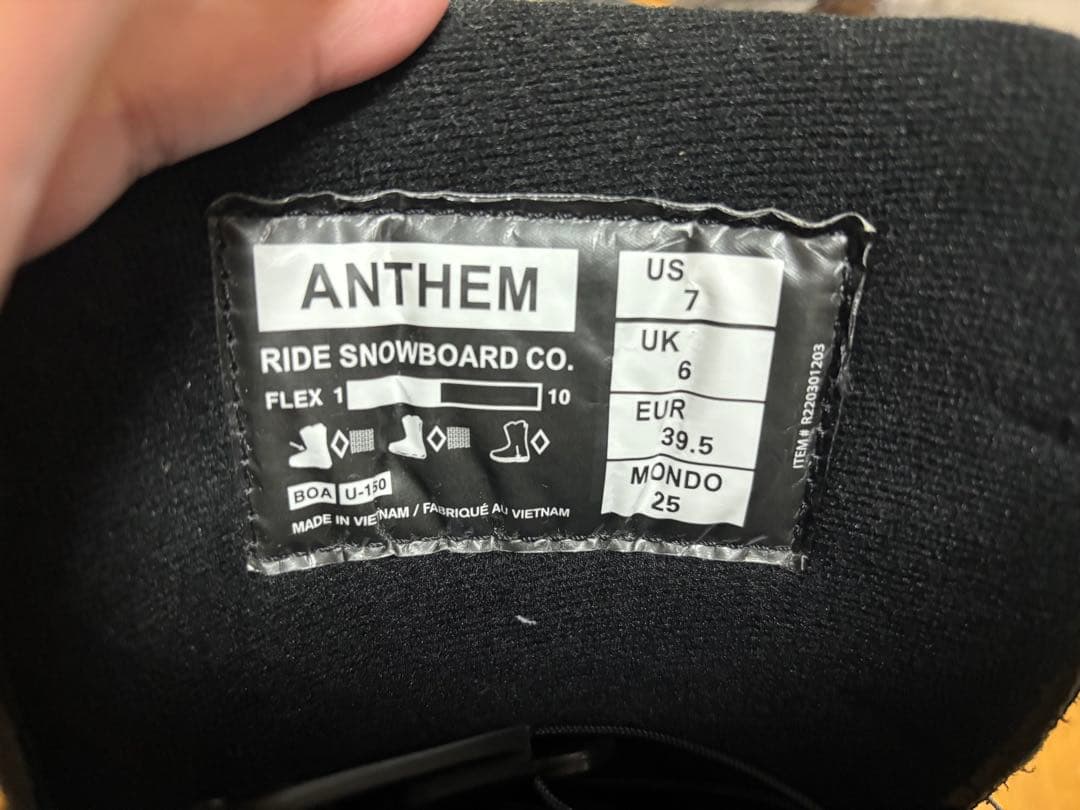 ANTHEM
RIDE SNOWBOARD CO.
FLEX 1 10
BOA U-150
MADE IN VIETNAM / FABRIQUÉ AU VIETNAM
US
7
UK
6
EUR
39.5
MONDO
25
ITEM# R220301203